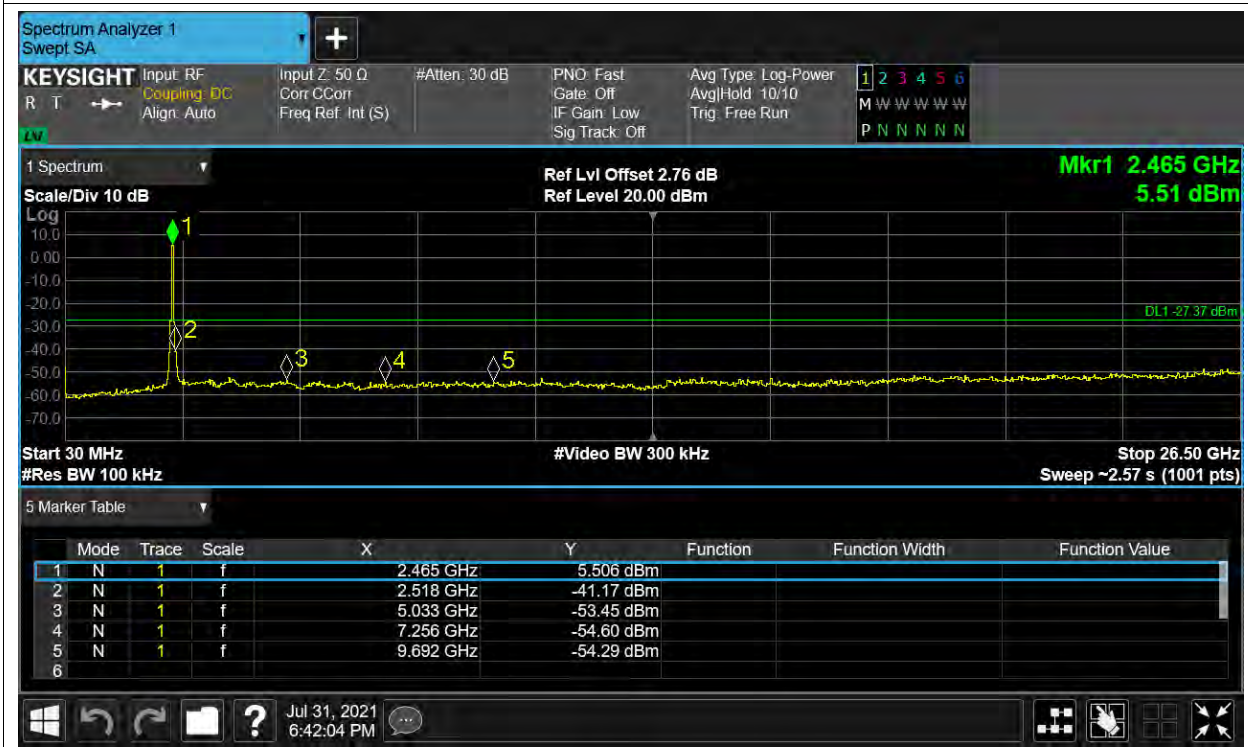 Spectrum Analyzer 1
Swept SA
+
KEYSIGHT Input: RF Input Z: 50 Ω #Atten: 30 dB PNO: Fast Avg Type: Log-Power 1 2 3 4 5 6
R T Coupling: DC Corr CCorr Gate: Off Avg|Hold: 10/10 M W W W W W
Align: Auto Freq Ref: Int (S) IF Gain: Low Trig: Free Run
Sig Track: Off P N N N N N
1 Spectrum Ref Lvl Offset 2.76 dB Mkr1 2.465 GHz
Scale/Div 10 dB Ref Level 20.00 dBm 5.51 dBm
Log
10.0
0.00
-10.0
-20.0
-30.0
-40.0
-50.0
-60.0
-70.0
1
2
3
4
5
DL1 -27.37 dBm
Start 30 MHz #Video BW 300 kHz Stop 26.50 GHz
#Res BW 100 kHz Sweep ~2.57 s (1001 pts)
5 Marker Table
Mode Trace Scale X Y Function Function Width Function Value
1 N 1 f 2.465 GHz 5.506 dBm
2 N 1 f 2.518 GHz -41.17 dBm
3 N 1 f 5.033 GHz -53.45 dBm
4 N 1 f 7.256 GHz -54.60 dBm
5 N 1 f 9.692 GHz -54.29 dBm
6
? Jul 31, 2021
6:42:04 PM